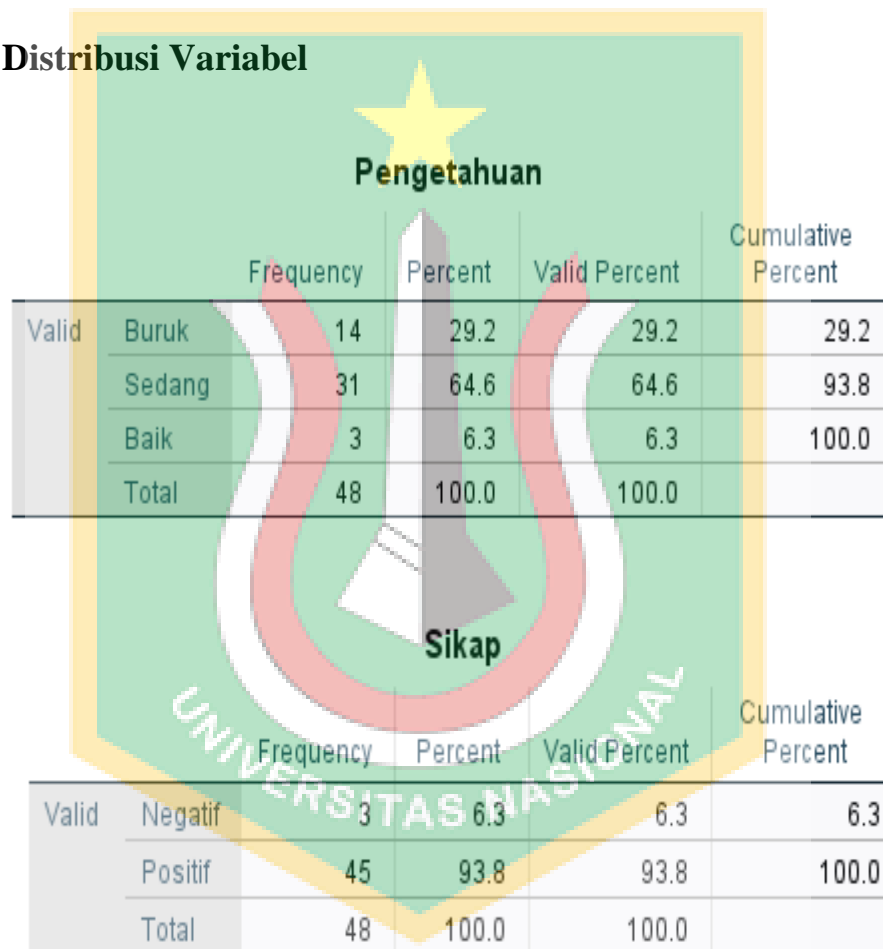 Distribusi Variabel
Pengetahuan
Frequency Percent Valid Percent Cumulative Percent
Valid Buruk 14 29.2 29.2 29.2
Sedang 31 64.6 64.6 93.8
Baik 3 6.3 6.3 100.0
Total 48 100.0 100.0
Sikap
Frequency Percent Valid Percent Cumulative Percent
Valid Negatif 3 6.3 6.3 6.3
Positif 45 93.8 93.8 100.0
Total 48 100.0 100.0
UNIVERSITAS NASIONAL